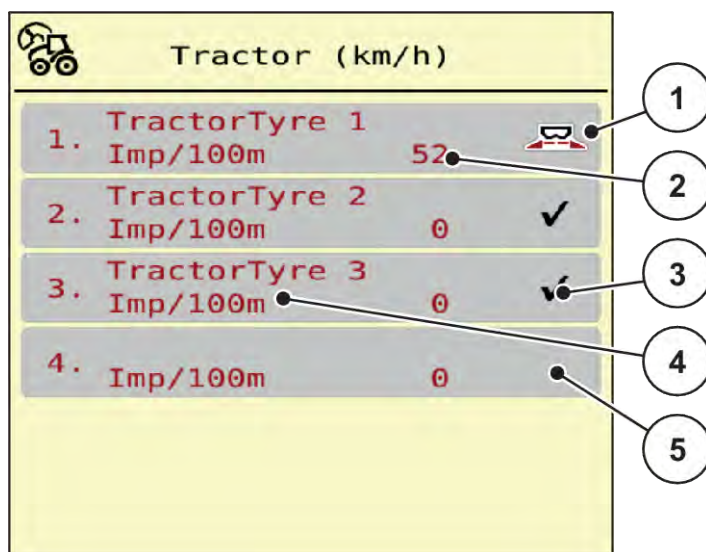 Tractor (km/h)
1. TractorTyre 1
Imp/100m 52
2. TractorTyre 2
Imp/100m 0
3. TractorTyre 3
Imp/100m 0
4.
Imp/100m 0
1
2
3
4
5